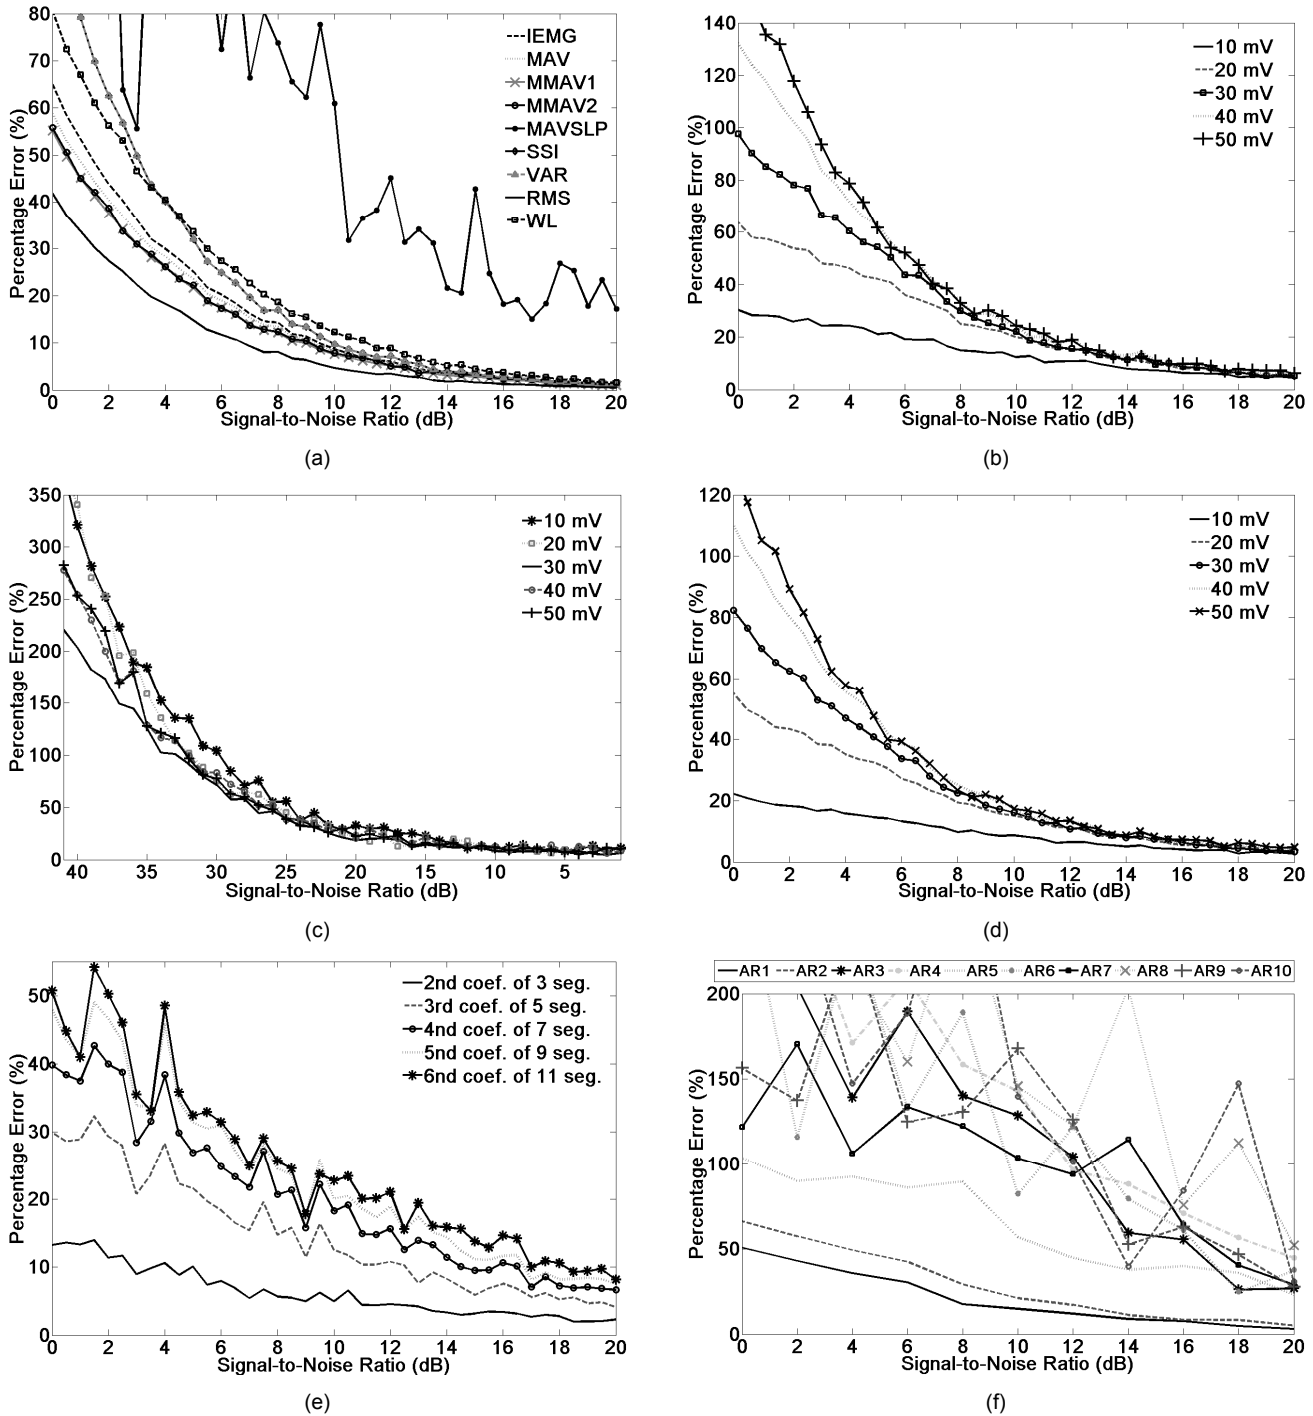 80
70
60
50
40
30
20
10
0
Percentage Error (%)
0 2 4 6 8 10 12 14 16 18 20
Signal-to-Noise Ratio (dB)
IEMG
MAV
MMAV1
MMAV2
MAVSLP
SSI
VAR
RMS
WL
(a)
140
120
100
80
60
40
20
0
Percentage Error (%)
0 2 4 6 8 10 12 14 16 18 20
Signal-to-Noise Ratio (dB)
10 mV
20 mV
30 mV
40 mV
50 mV
(b)
350
300
250
200
150
100
50
0
Percentage Error (%)
40 35 30 25 20 15 10 5
Signal-to-Noise Ratio (dB)
10 mV
20 mV
30 mV
40 mV
50 mV
(c)
120
100
80
60
40
20
0
Percentage Error (%)
0 2 4 6 8 10 12 14 16 18 20
Signal-to-Noise Ratio (dB)
10 mV
20 mV
30 mV
40 mV
50 mV
(d)
50
40
30
20
10
0
Percentage Error (%)
0 2 4 6 8 10 12 14 16 18 20
Signal-to-Noise Ratio (dB)
2nd coef. of 3 seg.
3rd coef. of 5 seg.
4nd coef. of 7 seg.
5nd coef. of 9 seg.
6nd coef. of 11 seg.
(e)
AR1 AR2 AR3 AR4 AR5 AR6 AR7 AR8 AR9 AR10
200
150
100
50
0
Percentage Error (%)
0 2 4 6 8 10 12 14 16 18 20
Signal-to-Noise Ratio (dB)
(f)